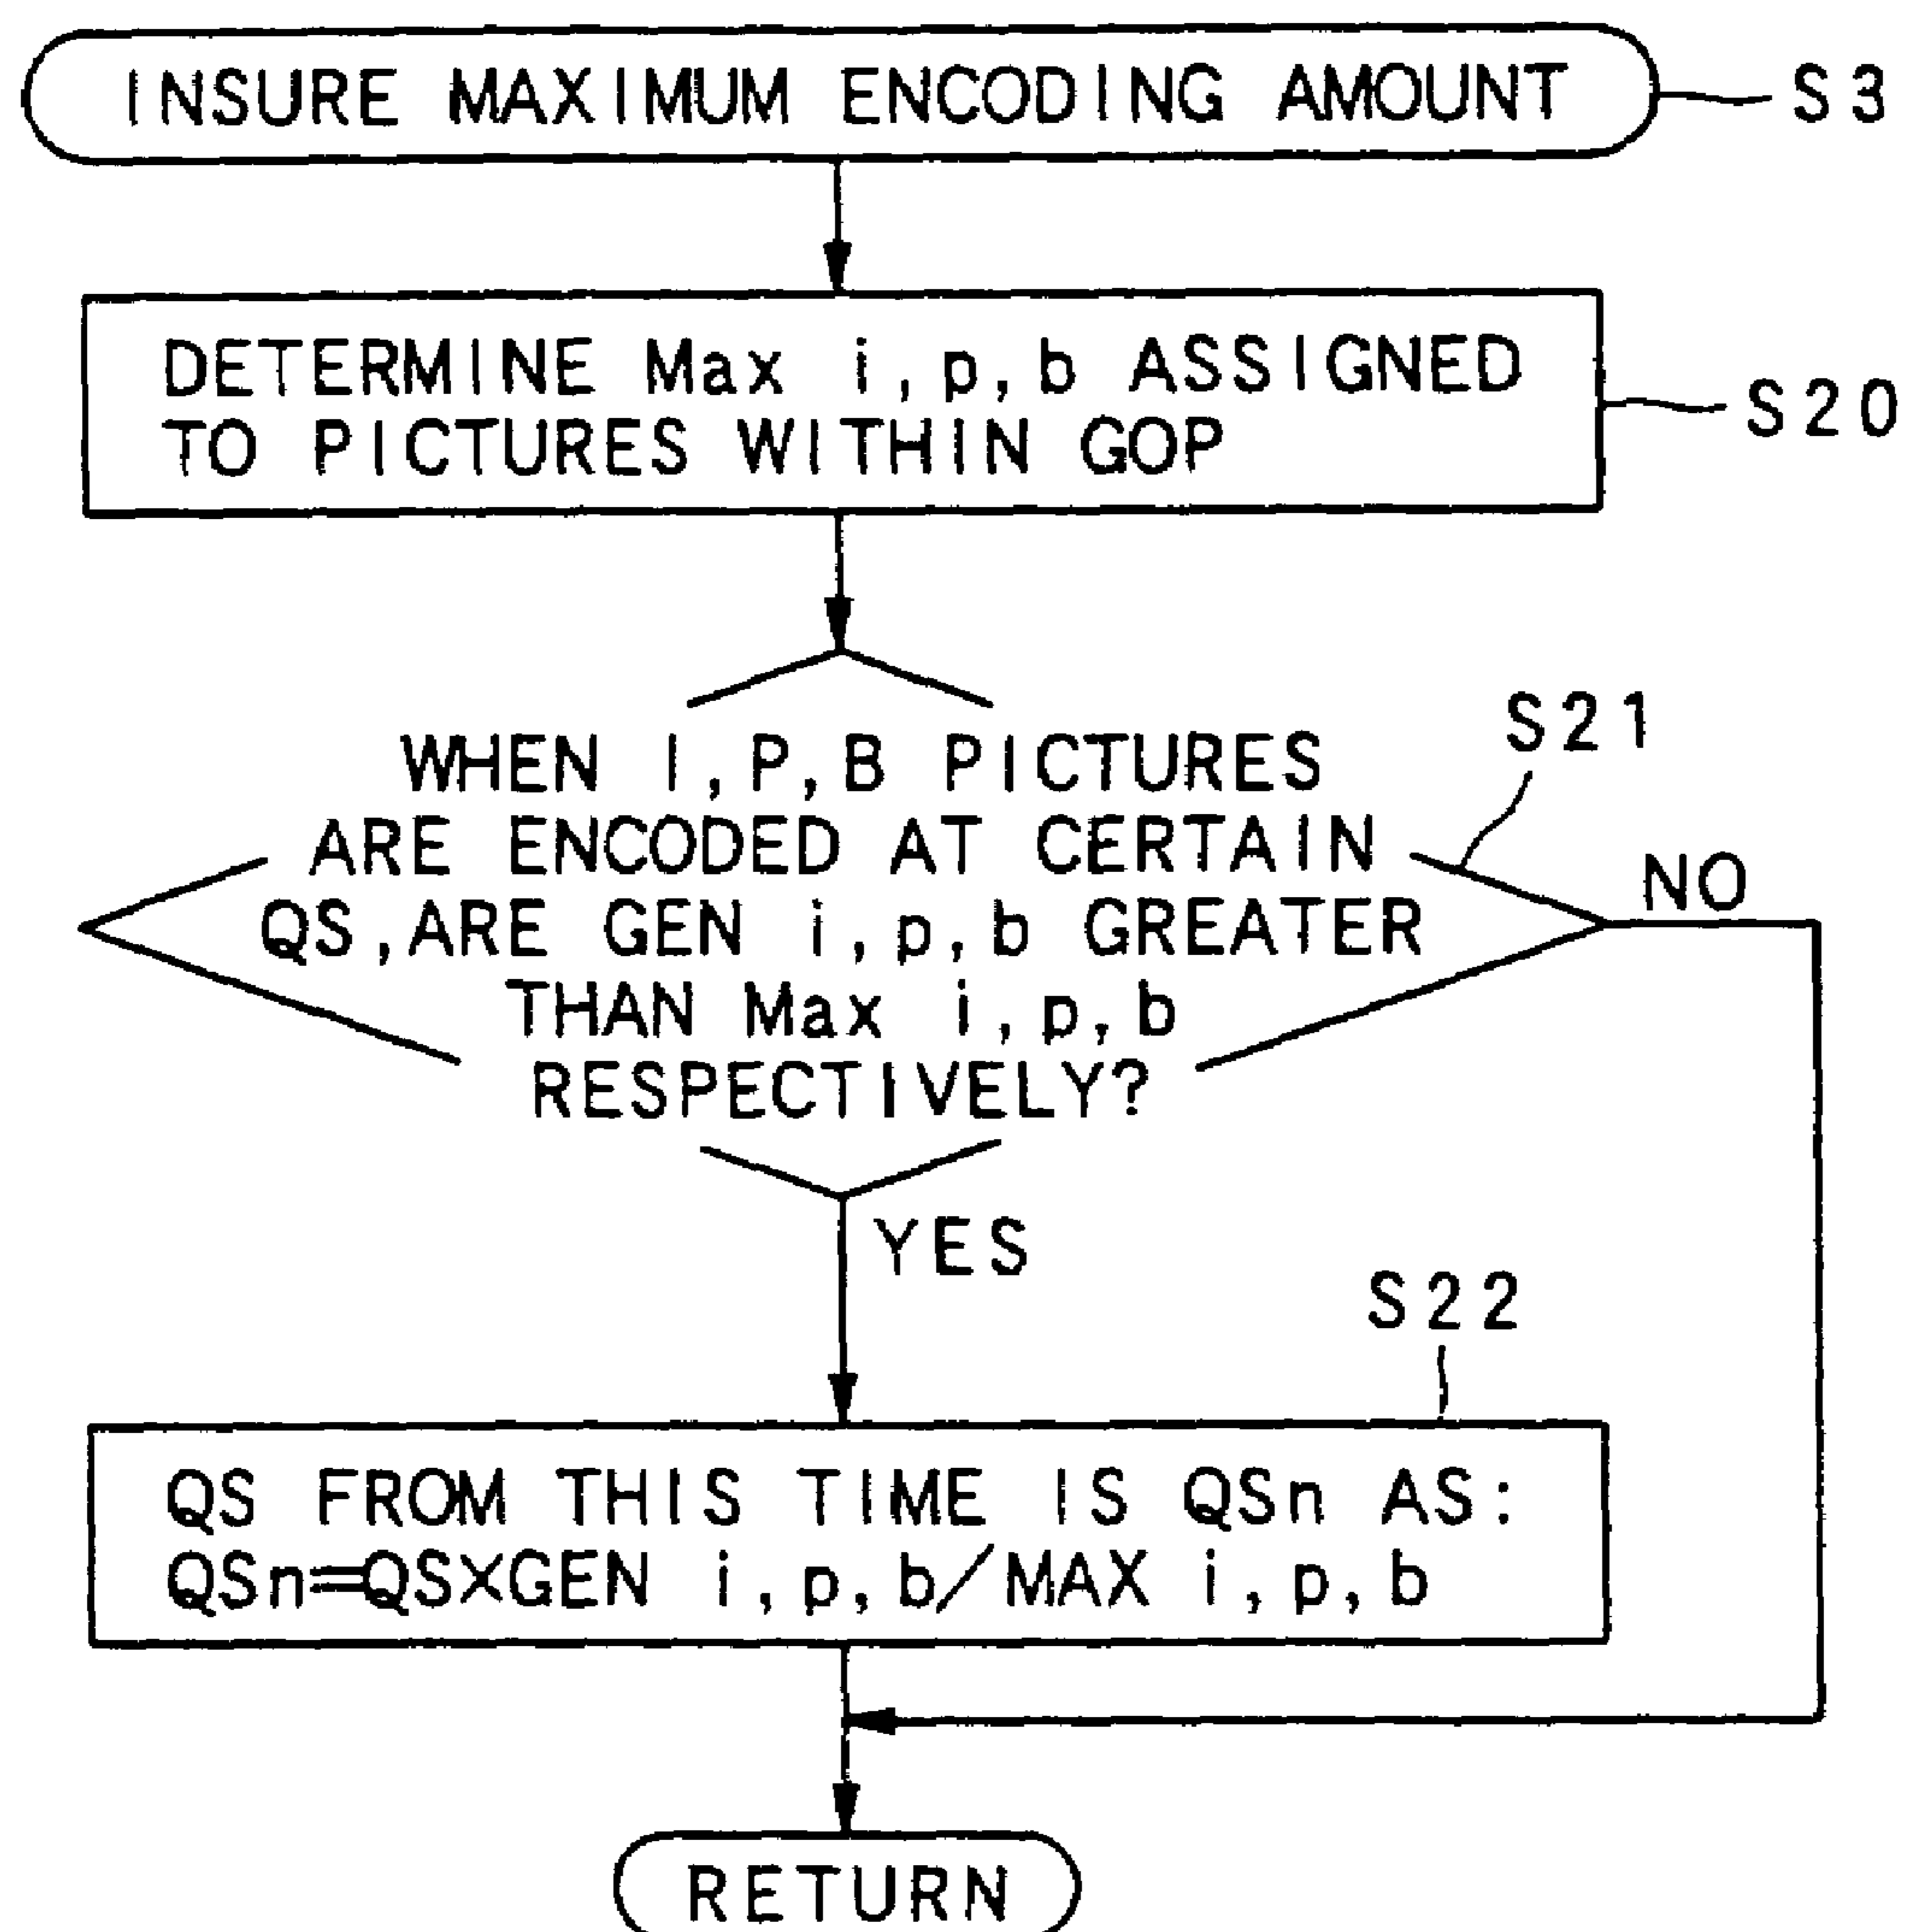 INSURE MAXIMUM ENCODING AMOUNT
S3
DETERMINE Max i,p,b ASSIGNED
TO PICTURES WITHIN GOP
S20
S21
WHEN I,P,B PICTURES
ARE ENCODED AT CERTAIN
QS,ARE GEN i,p,b GREATER
THAN Max i,p,b
RESPECTIVELY?
NO
YES
S22
QS FROM THIS TIME IS QSn AS:
QSn=QS×GEN i,p,b/MAX i,p,b
RETURN